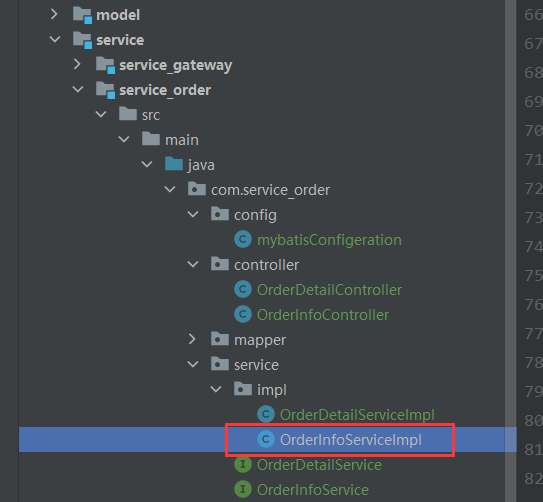 model
66
service
67
service_gateway
68
service_order
69
src
70
main
71
java
72
com.service_order
73
config
74
mybatisConfigeration
75
controller
OrderDetailController
76
OrderInfoController
77
mapper
78
service
79
impl
OrderDetailServiceImpl
80
OrderInfoServiceImpl
81
OrderDetailService
82
OrderInfoService